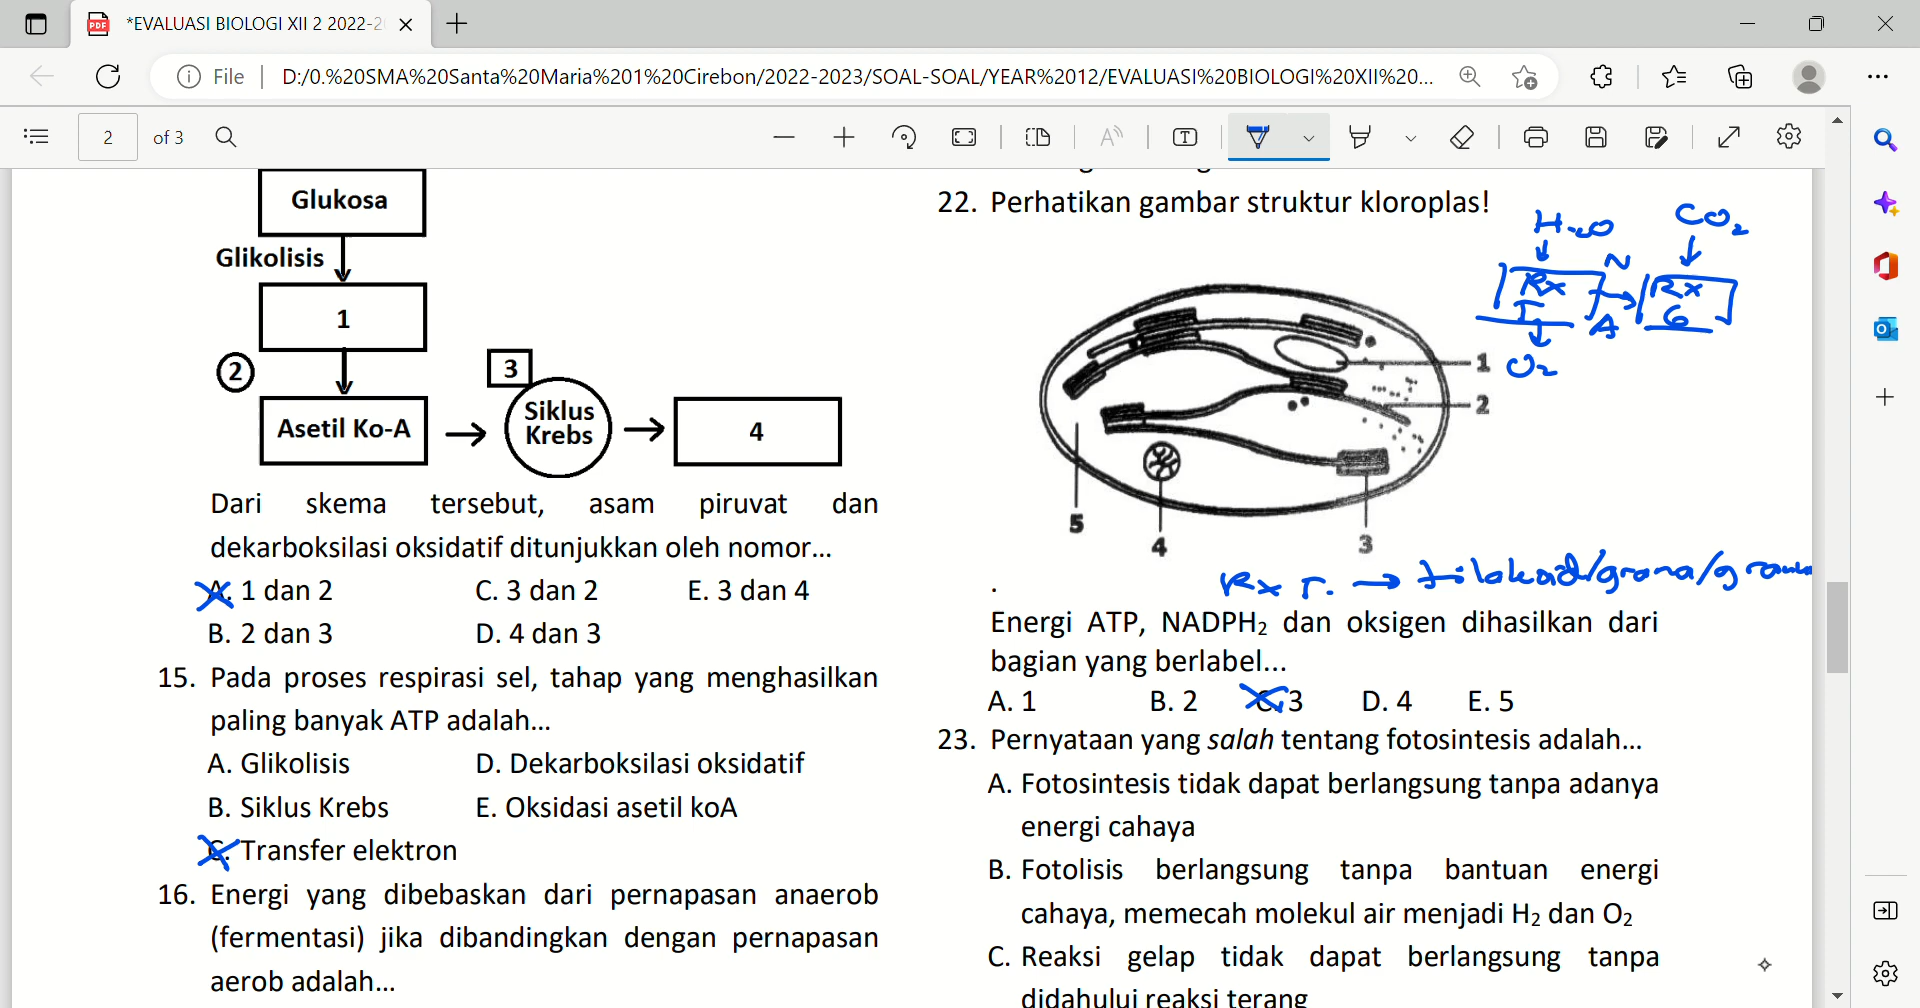 *EVALUASI BIOLOGI XII 2 2022-2
File
D:/0.%20SMA%20Santa%20Maria%201%20Cirebon/2022-2023/SOAL-SOAL/YEAR%2012/EVALUASI%20BIOLOGI%20XII%20...
2 of 3
Glukosa
Glikolisis
1
2
3
Asetil Ko-A
Siklus
Krebs
4
Dari skema tersebut, asam piruvat dan
dekarboksilasi oksidatif ditunjukkan oleh nomor...
A. 1 dan 2 C. 3 dan 2 E. 3 dan 4
B. 2 dan 3 D. 4 dan 3
15. Pada proses respirasi sel, tahap yang menghasilkan
paling banyak ATP adalah...
A. Glikolisis D. Dekarboksilasi oksidatif
B. Siklus Krebs E. Oksidasi asetil koA
C. Transfer elektron
16. Energi yang dibebaskan dari pernapasan anaerob
(fermentasi) jika dibandingkan dengan pernapasan
aerob adalah...
22. Perhatikan gambar struktur kloroplas!
H₂O CO₂
Rx T N A Rx G
O₂
1
2
5
4
3
Rx T. → tilakoid/grana/granum
.
Energi ATP, NADPH₂ dan oksigen dihasilkan dari
bagian yang berlabel...
A. 1 B. 2 C. 3 D. 4 E. 5
23. Pernyataan yang salah tentang fotosintesis adalah...
A. Fotosintesis tidak dapat berlangsung tanpa adanya
energi cahaya
B. Fotolisis berlangsung tanpa bantuan energi
cahaya, memecah molekul air menjadi H₂ dan O₂
C. Reaksi gelap tidak dapat berlangsung tanpa
didahului reaksi terang